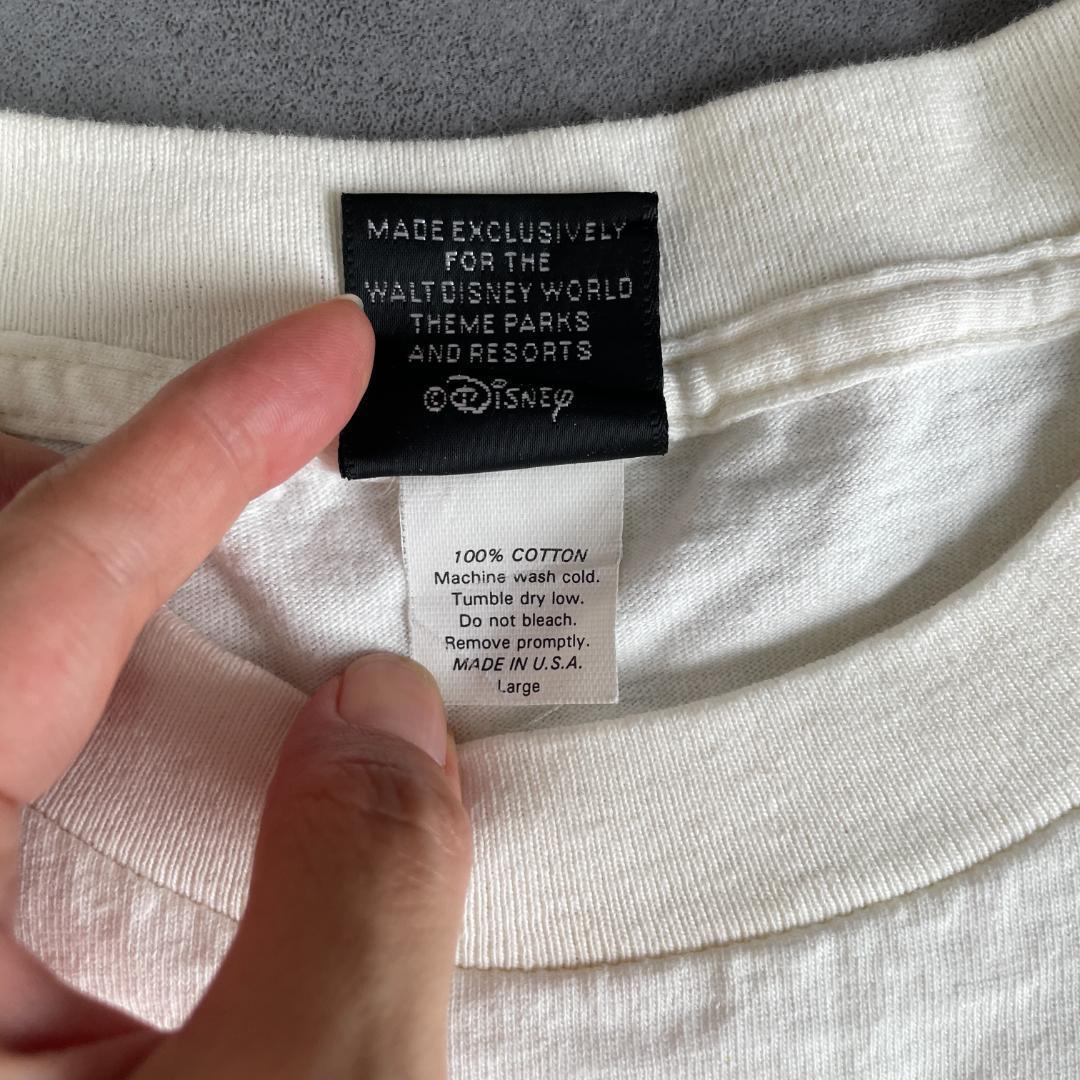 MADE EXCLUSIVELY
FOR THE
WALT DISNEY WORLD
THEME PARKS
AND RESORTS
©Disney
100% COTTON
Machine wash cold.
Tumble dry low.
Do not bleach.
Remove promptly.
MADE IN U.S.A.
Large